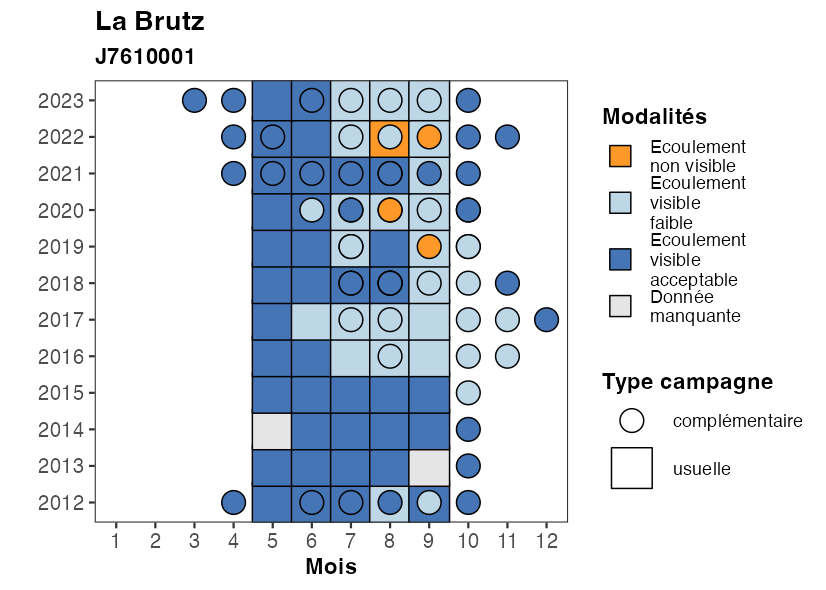 La Brutz
J7610001
2023
2022
2021
2020
2019
2018
2017
2016
2015
2014
2013
2012
1 2 3 4 5 6 7 8 9 10 11 12
Mois
Modalités
Ecoulement
non visible
Ecoulement
visible
faible
Ecoulement
visible
acceptable
Donnée
manquante
Type campagne
complémentaire
usuelle